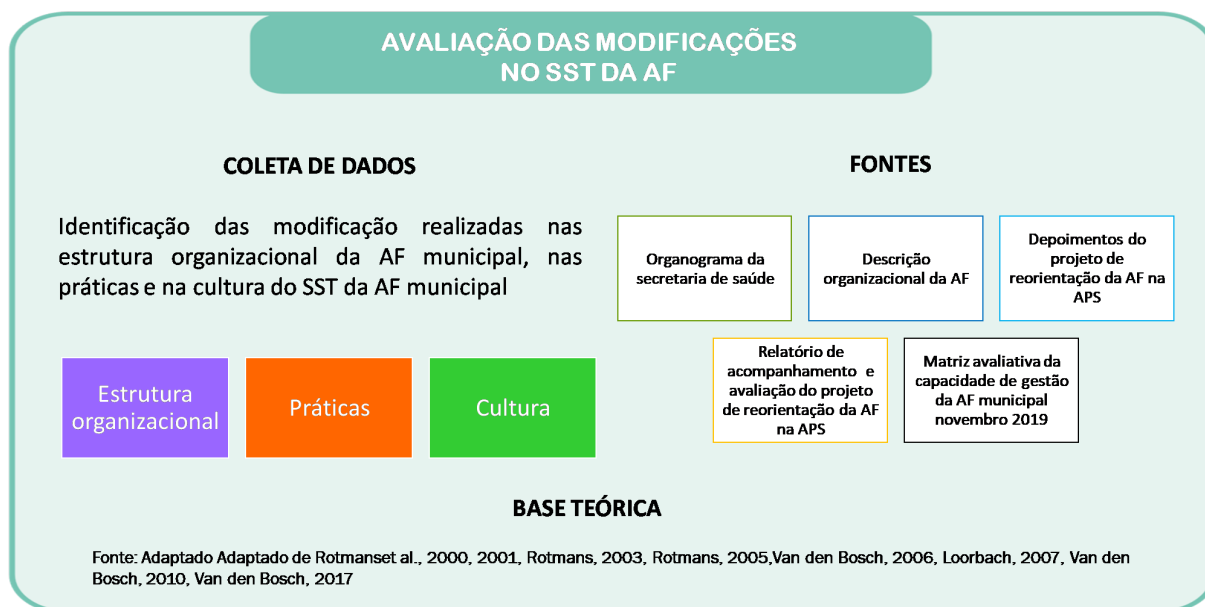 AVALIAÇÃO DAS MODIFICAÇÕES
NO SST DA AF
COLETA DE DADOS
Identificação das modificação realizadas nas
estrutura organizacional da AF municipal, nas
práticas e na cultura do SST da AF municipal
Estrutura
organizacional
Práticas
Cultura
FONTES
Organograma da
secretaria de saúde
Descrição
organizacional da AF
Depoimentos do
projeto de
reorientação da AF na
APS
Relatório de
acompanhamento e
avaliação do projeto
de reorientação da AF
na APS
Matriz avaliativa da
capacidade de gestão
da AF municipal
novembro 2019
BASE TEÓRICA
Fonte: Adaptado Adaptado de Rotmanset al., 2000, 2001, Rotmans, 2003, Rotmans, 2005,Van den Bosch, 2006, Loorbach, 2007, Van den
Bosch, 2010, Van den Bosch, 2017